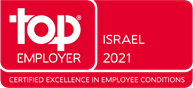 top
EMPLOYER
ISRAEL
2021
CERTIFIED EXCELLENCE IN EMPLOYEE CONDITIONS